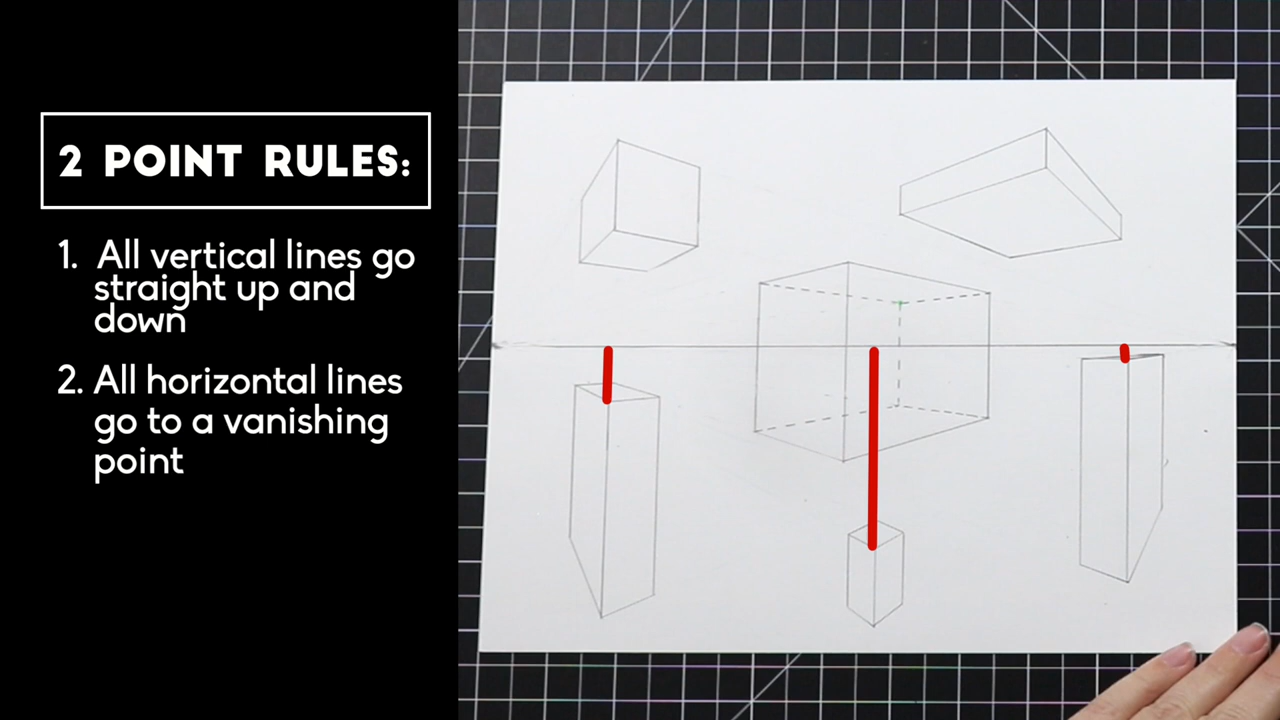 2 POINT RULES:
1. All vertical lines go
straight up and
down
2. All horizontal lines
go to a vanishing
point